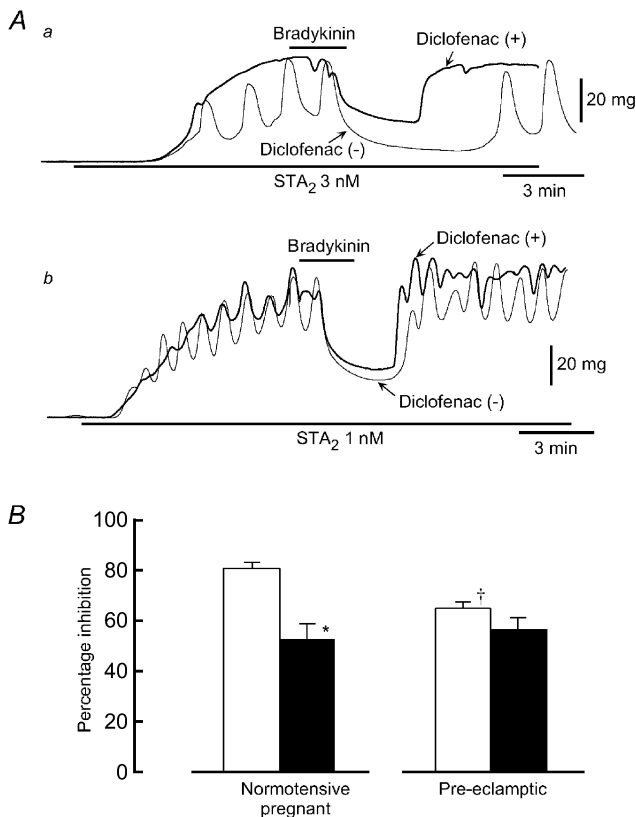 A
a
Bradykinin
Diclofenac (+)
20 mg
Diclofenac (-)
STA2 3 nM
3 min
b
Bradykinin
Diclofenac (+)
20 mg
Diclofenac (-)
STA2 1 nM
3 min
B
Percentage inhibition
100
80
60
40
20
0
*
†
Normotensive
pregnant
Pre-eclamptic